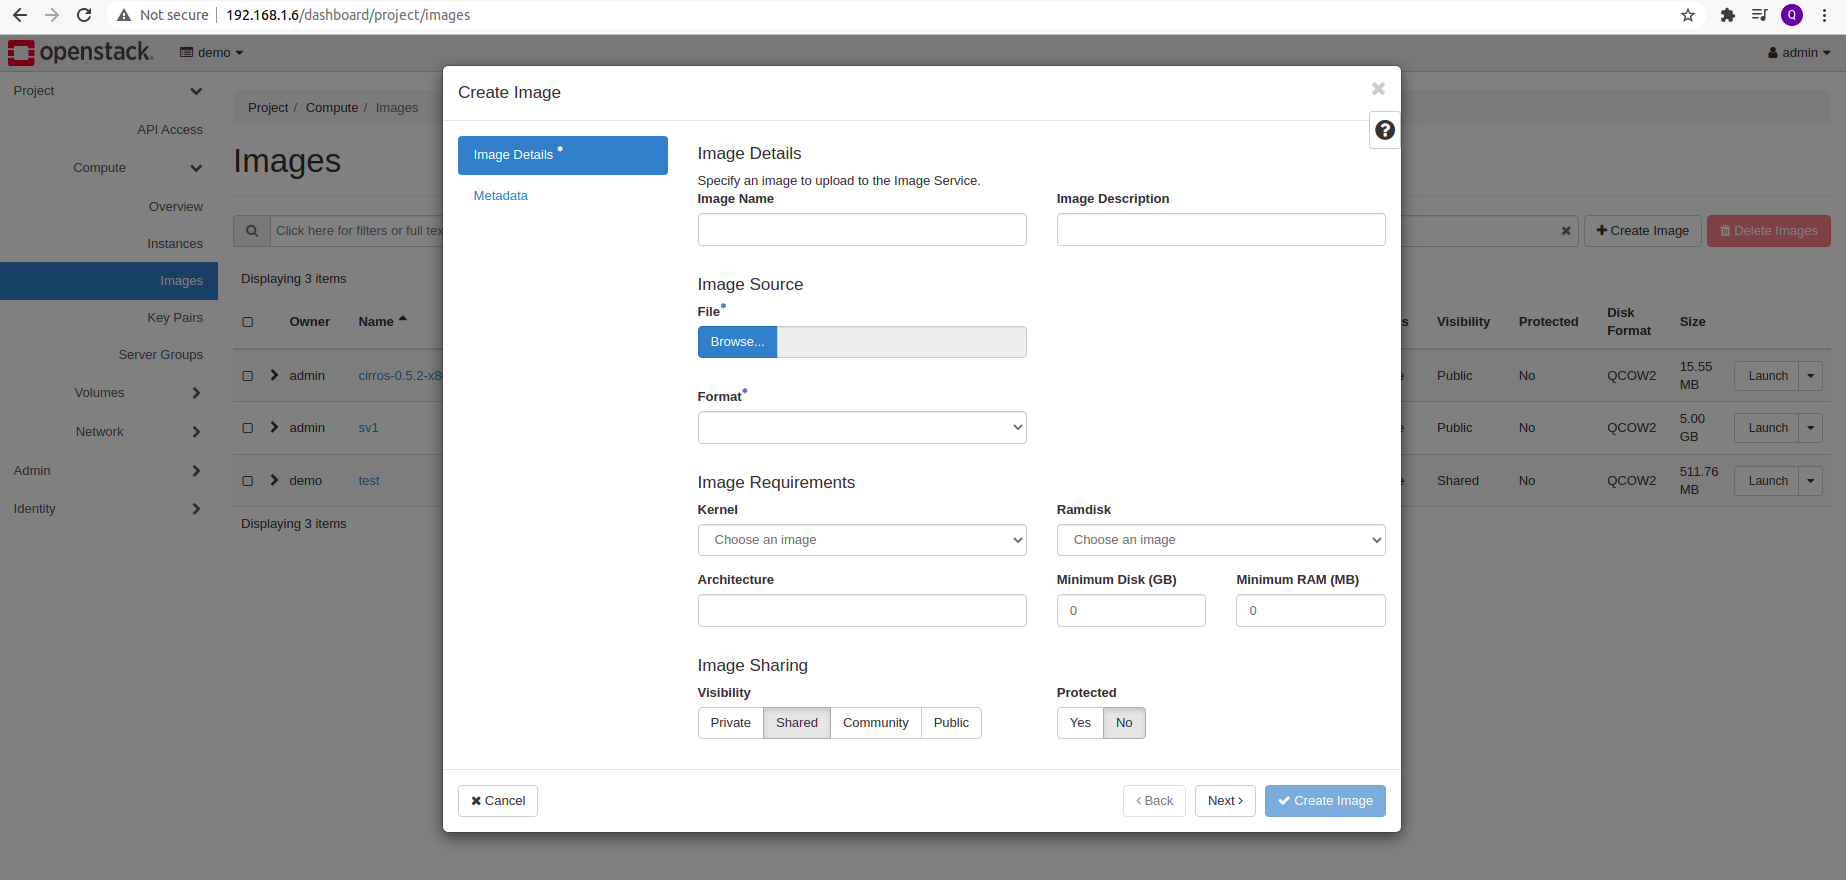 Not secure 192.168.1.6/dashboard/project/images Q
openstack. demo admin
Project
API Access
Compute
Overview
Instances
Images
Key Pairs
Server Groups
Volumes
Network
Admin
Identity
Project / Compute / Images
Images
Click here for filters or full tex
Create Image Delete Images
Displaying 3 items
Owner Name s Visibility Protected Disk Format Size
admin cirros-0.5.2-x8 e Public No QCOW2 15.55 MB Launch
admin sv1 e Public No QCOW2 5.00 GB Launch
demo test e Shared No QCOW2 511.76 MB Launch
Displaying 3 items
Create Image
Image Details *
Metadata
Image Details
Specify an image to upload to the Image Service.
Image Name Image Description
Image Source
File*
Browse...
Format*
Image Requirements
Kernel Ramdisk
Choose an image Choose an image
Architecture Minimum Disk (GB) Minimum RAM (MB)
0 0
Image Sharing
Visibility Protected
Private Shared Community Public Yes No
Cancel < Back Next > Create Image